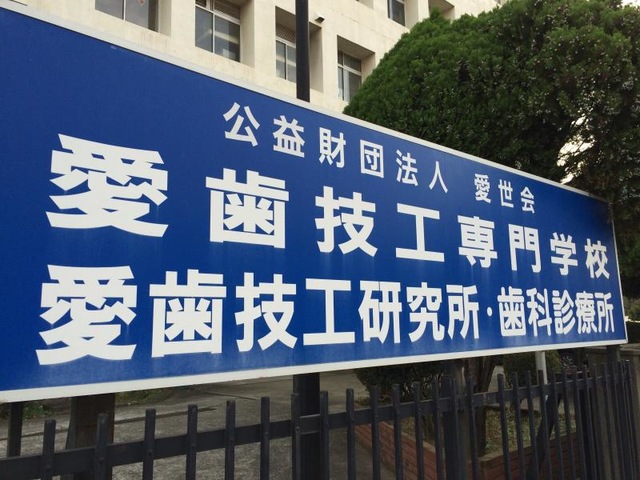 公益財団法人 愛世会
愛歯技工専門学校
愛歯技工研究所・歯科診療所